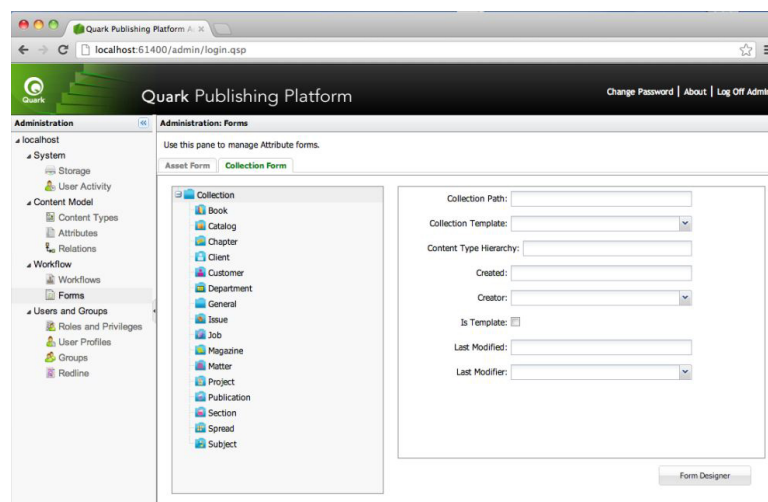 Quark Publishing Platform A
localhost:61400/admin/login.qsp
Quark
Quark Publishing Platform
Change Password | About | Log Off Admi
Administration
Administration: Forms
localhost
System
Storage
User Activity
Content Model
Content Types
Attributes
Relations
Workflow
Workflows
Forms
Users and Groups
Roles and Privileges
User Profiles
Groups
Redline
Use this pane to manage Attribute forms.
Asset Form
Collection Form
Collection
Book
Catalog
Chapter
Client
Customer
Department
General
Issue
Job
Magazine
Matter
Project
Publication
Section
Spread
Subject
Collection Path:
Collection Template:
Content Type Hierarchy:
Created:
Creator:
Is Template:
Last Modified:
Last Modifier:
Form Designer